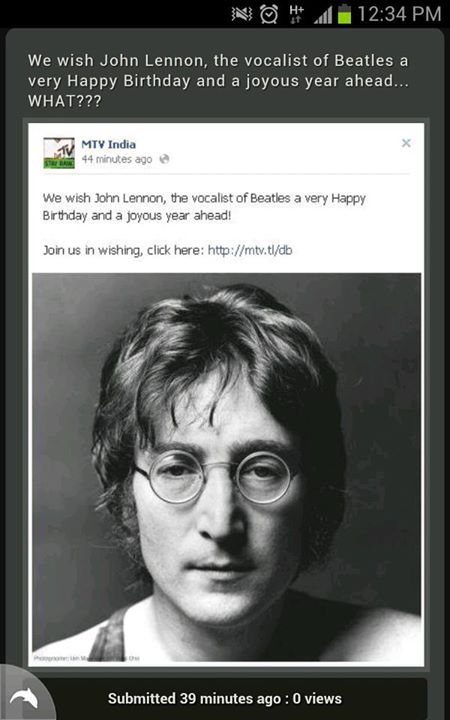 H+
12:34 PM
We wish John Lennon, the vocalist of Beatles a
very Happy Birthday and a joyous year ahead...
WHAT???
MTV
STAY RAW
MTV India
44 minutes ago
We wish John Lennon, the vocalist of Beatles a very Happy
Birthday and a joyous year ahead!
Join us in wishing, click here: http://mtv.tl/db
Photographer: Iain
Submitted 39 minutes ago : 0 views